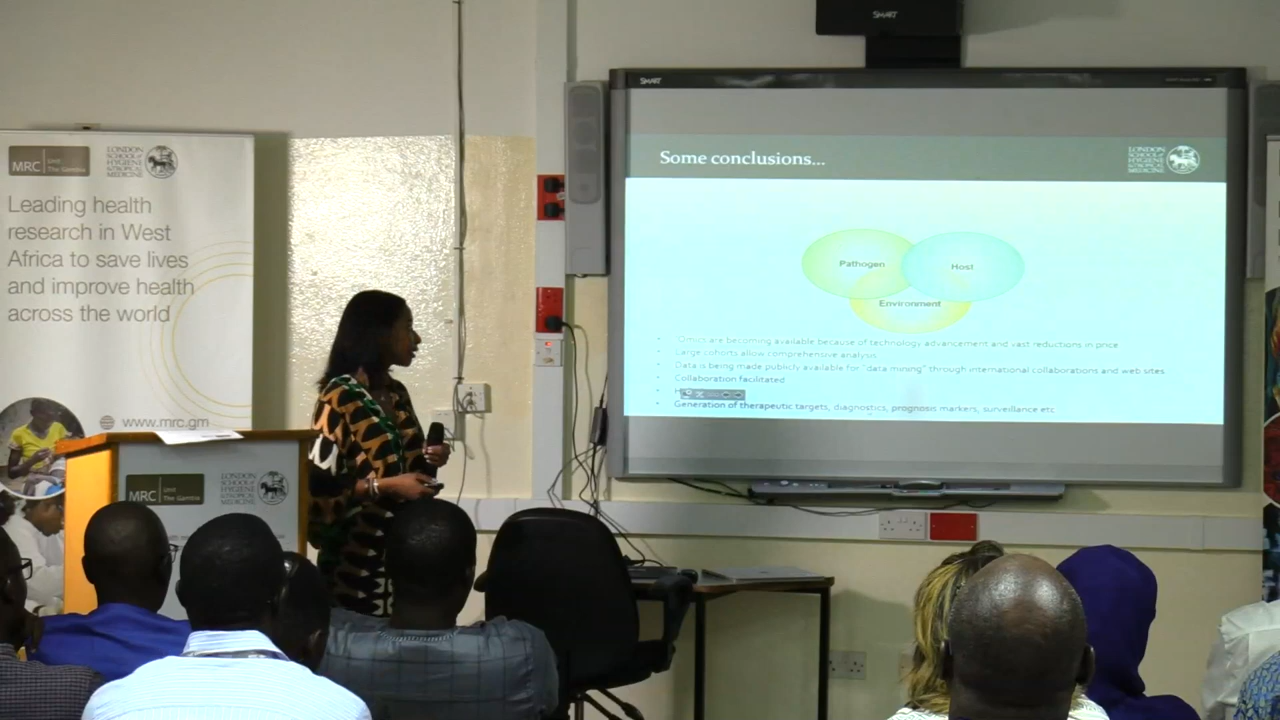 SMART
SMART
MRC Unit
The Gambia
LONDON
SCHOOL of
HYGIENE
&TROPICAL
MEDICINE
Leading health
research in West
Africa to save lives
and improve health
across the world
www.mrc.gm
MRC Unit
The Gambia
LONDON
SCHOOL of
HYGIENE
&TROPICAL
MEDICINE
Some conclusions...
LONDON
SCHOOL of
HYGIENE
&TROPICAL
MEDICINE
Pathogen
Host
Environment
• 'Omics are becoming available because of technology advancement and vast reductions in price
• Large cohorts allow comprehensive analysis
• Data is being made publicly available for "data mining" through international collaborations and web sites
• Collaboration facilitated
• H
• Generation of therapeutic targets, diagnostics, prognosis markers, surveillance etc